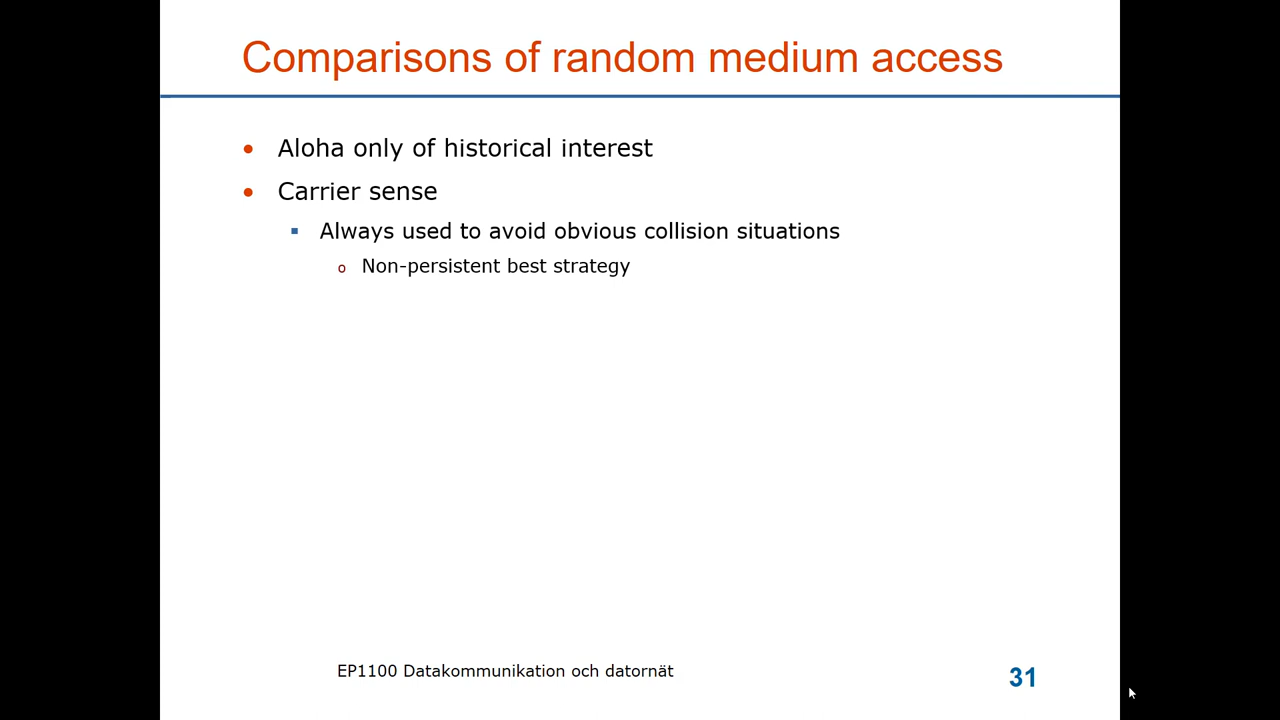 Comparisons of random medium access
Aloha only of historical interest
Carrier sense
Always used to avoid obvious collision situations
Non-persistent best strategy
EP1100 Datakommunikation och datornät
31